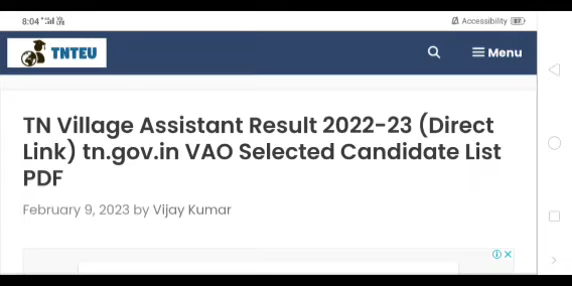 8:04
Accessibility 87
TNTEU
Menu
TN Village Assistant Result 2022-23 (Direct
Link) tn.gov.in VAO Selected Candidate List
PDF
February 9, 2023 by Vijay Kumar